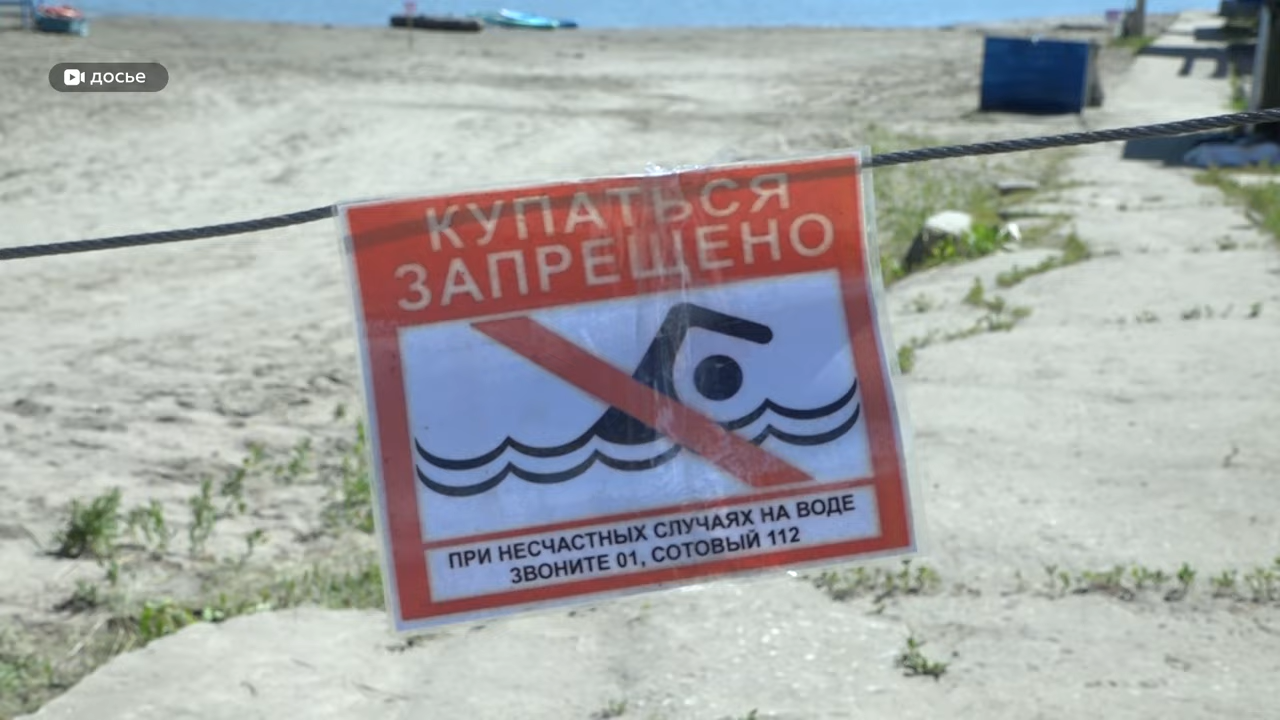 досье
КУПАТЬСЯ
ЗАПРЕЩЕНО
ПРИ НЕСЧАСТНЫХ СЛУЧАЯХ НА ВОДЕ
ЗВОНИТЕ 01, СОТОВЫЙ 112